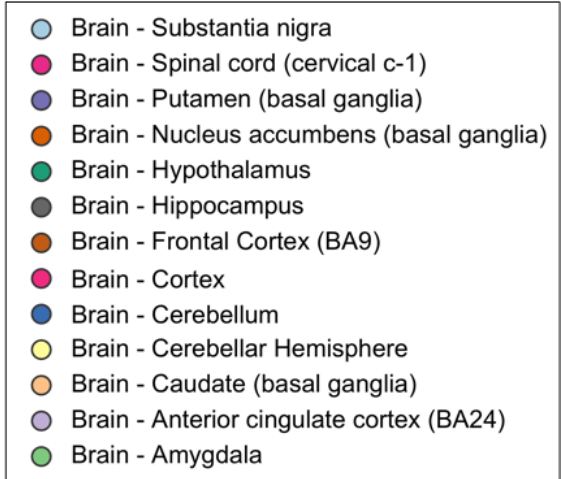 Brain - Substantia nigra
Brain - Spinal cord (cervical c-1)
Brain - Putamen (basal ganglia)
Brain - Nucleus accumbens (basal ganglia)
Brain - Hypothalamus
Brain - Hippocampus
Brain - Frontal Cortex (BA9)
Brain - Cortex
Brain - Cerebellum
Brain - Cerebellar Hemisphere
Brain - Caudate (basal ganglia)
Brain - Anterior cingulate cortex (BA24)
Brain - Amygdala